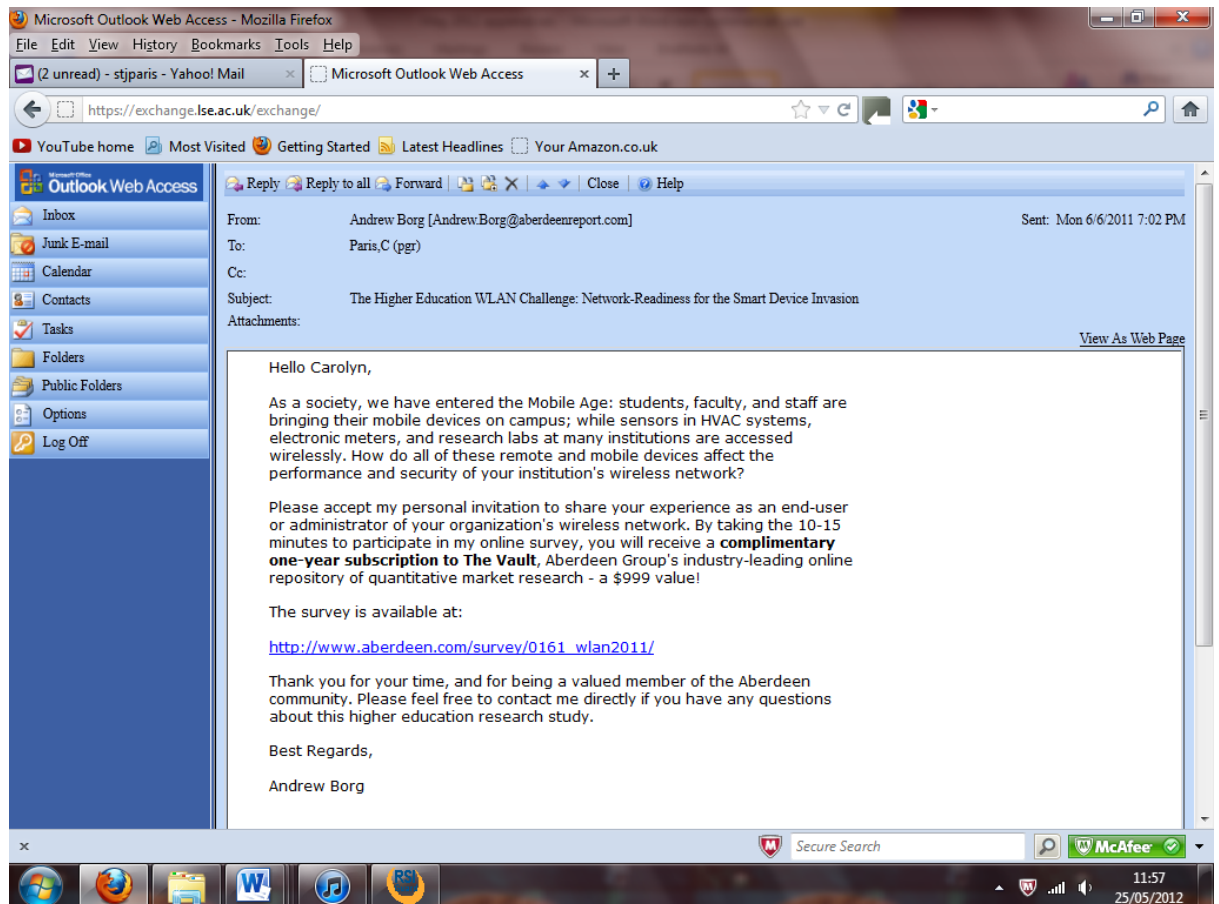 Microsoft Outlook Web Access - Mozilla Firefox
File Edit View History Bookmarks Tools Help
(2 unread) - stjparis - Yahoo! Mail × Microsoft Outlook Web Access × +
https://exchange.lse.ac.uk/exchange/
YouTube home Most Visited Getting Started Latest Headlines Your Amazon.co.uk
Microsoft Office
Outlook Web Access
Reply Reply to all Forward Close Help
Inbox
Junk E-mail
Calendar
Contacts
Tasks
Folders
Public Folders
Options
Log Off
From: Andrew Borg [Andrew.Borg@aberdeenreport.com] Sent: Mon 6/6/2011 7:02 PM
To: Paris,C (pgr)
Cc:
Subject: The Higher Education WLAN Challenge: Network-Readiness for the Smart Device Invasion
Attachments:
View As Web Page
Hello Carolyn,
As a society, we have entered the Mobile Age: students, faculty, and staff are
bringing their mobile devices on campus; while sensors in HVAC systems,
electronic meters, and research labs at many institutions are accessed
wirelessly. How do all of these remote and mobile devices affect the
performance and security of your institution's wireless network?
Please accept my personal invitation to share your experience as an end-user
or administrator of your organization's wireless network. By taking the 10-15
minutes to participate in my online survey, you will receive a complimentary
one-year subscription to The Vault, Aberdeen Group's industry-leading online
repository of quantitative market research - a $999 value!
The survey is available at:
http://www.aberdeen.com/survey/0161_wlan2011/
Thank you for your time, and for being a valued member of the Aberdeen
community. Please feel free to contact me directly if you have any questions
about this higher education research study.
Best Regards,
Andrew Borg
× Secure Search McAfee
RSI
11:57
25/05/2012